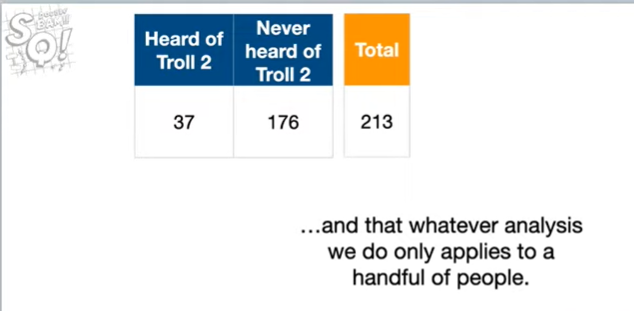 Heard of
Troll 2
Never
heard of
Troll 2
Total
37
176
213
...and that whatever analysis
we do only applies to a
handful of people.
SQ!